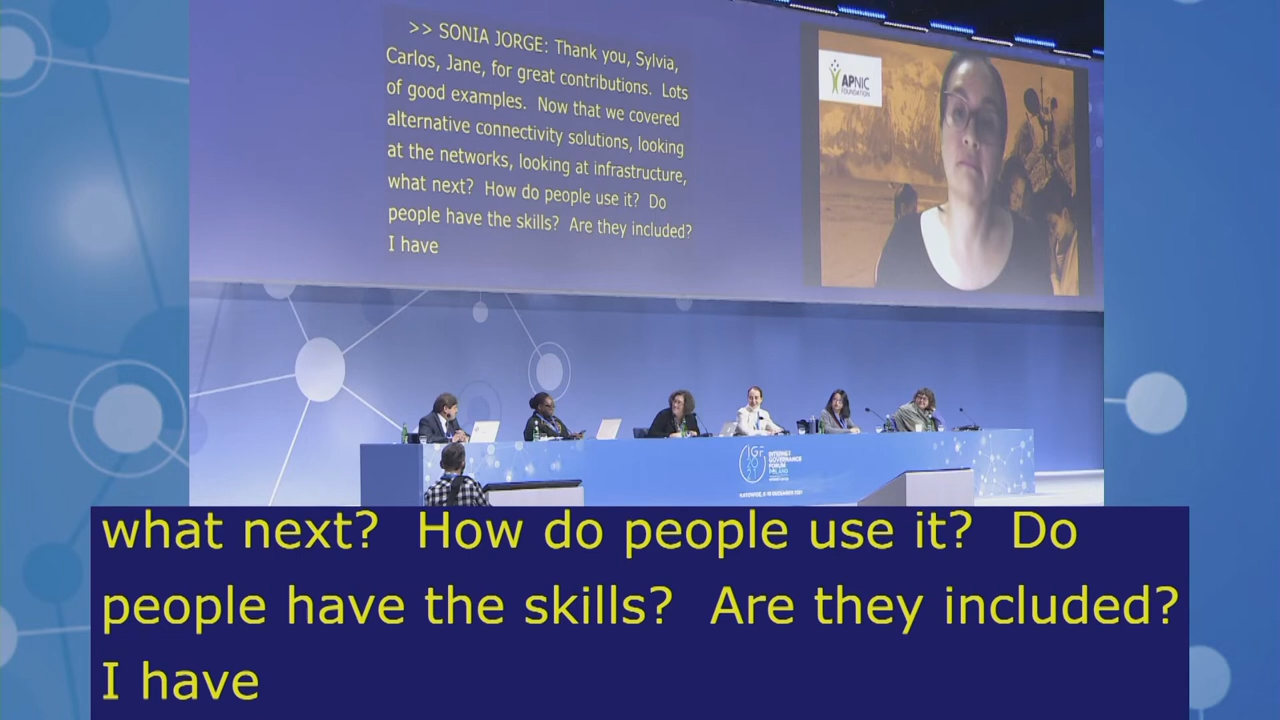 >> SONIA JORGE: Thank you, Sylvia,
Carlos, Jane, for great contributions. Lots
of good examples. Now that we covered
alternative connectivity solutions, looking
at the networks, looking at infrastructure,
what next? How do people use it? Do
people have the skills? Are they included?
I have
APNIC
FOUNDATION
IGF
2021
INTERNET
GOVERNANCE
FORUM
POLAND
what next? How do people use it? Do
people have the skills? Are they included?
I have